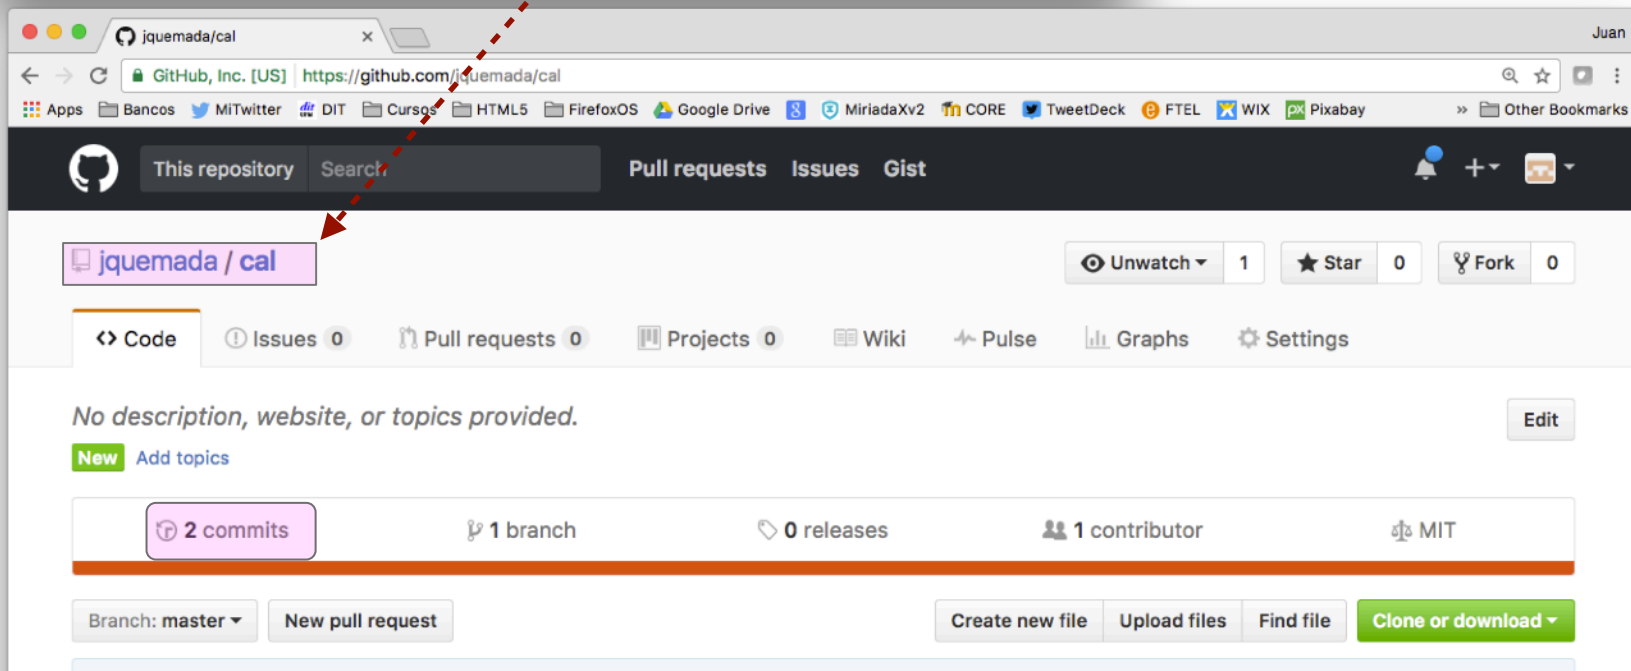 jquemada/cal
Juan
GitHub, Inc. [US] https://github.com/jquemada/cal
Apps Bancos MiTwitter dit UPM DIT Cursos HTML5 FirefoxOS Google Drive 8 MiriadaXv2 m CORE TweetDeck FTEL WIX px Pixabay » Other Bookmarks
This repository Search Pull requests Issues Gist
jquemada / cal
Unwatch 1 Star 0 Fork 0
Code Issues 0 Pull requests 0 Projects 0 Wiki Pulse Graphs Settings
No description, website, or topics provided.
Edit
New Add topics
2 commits 1 branch 0 releases 1 contributor MIT
Branch: master New pull request Create new file Upload files Find file Clone or download